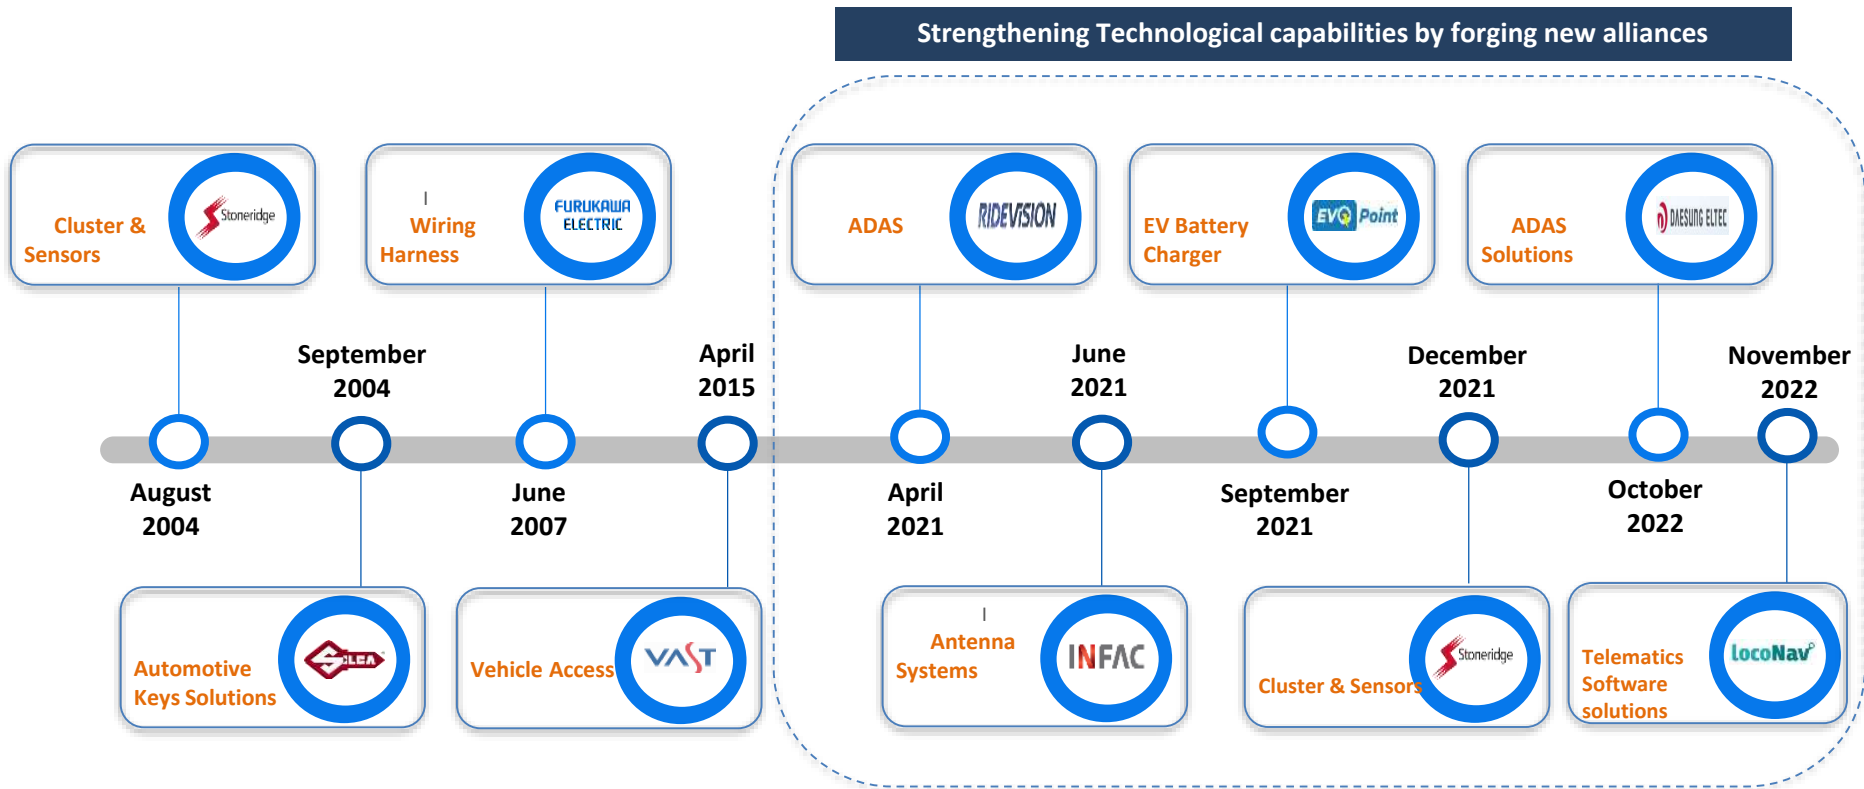 Strengthening Technological capabilities by forging new alliances
Cluster &
Sensors
Stoneridge
Wiring
Harness
FURUKAWA
ELECTRIC
ADAS
RIDEVISION
EV Battery
Charger
EVQ Point
ADAS
Solutions
DAESUNG ELTEC
September
2004
April
2015
June
2021
December
2021
November
2022
August
2004
June
2007
April
2021
September
2021
October
2022
Automotive
Keys Solutions
SILCA
Vehicle Access
VAST
Antenna
Systems
INFAC
Cluster & Sensors
Stoneridge
Telematics
Software
solutions
LocoNav